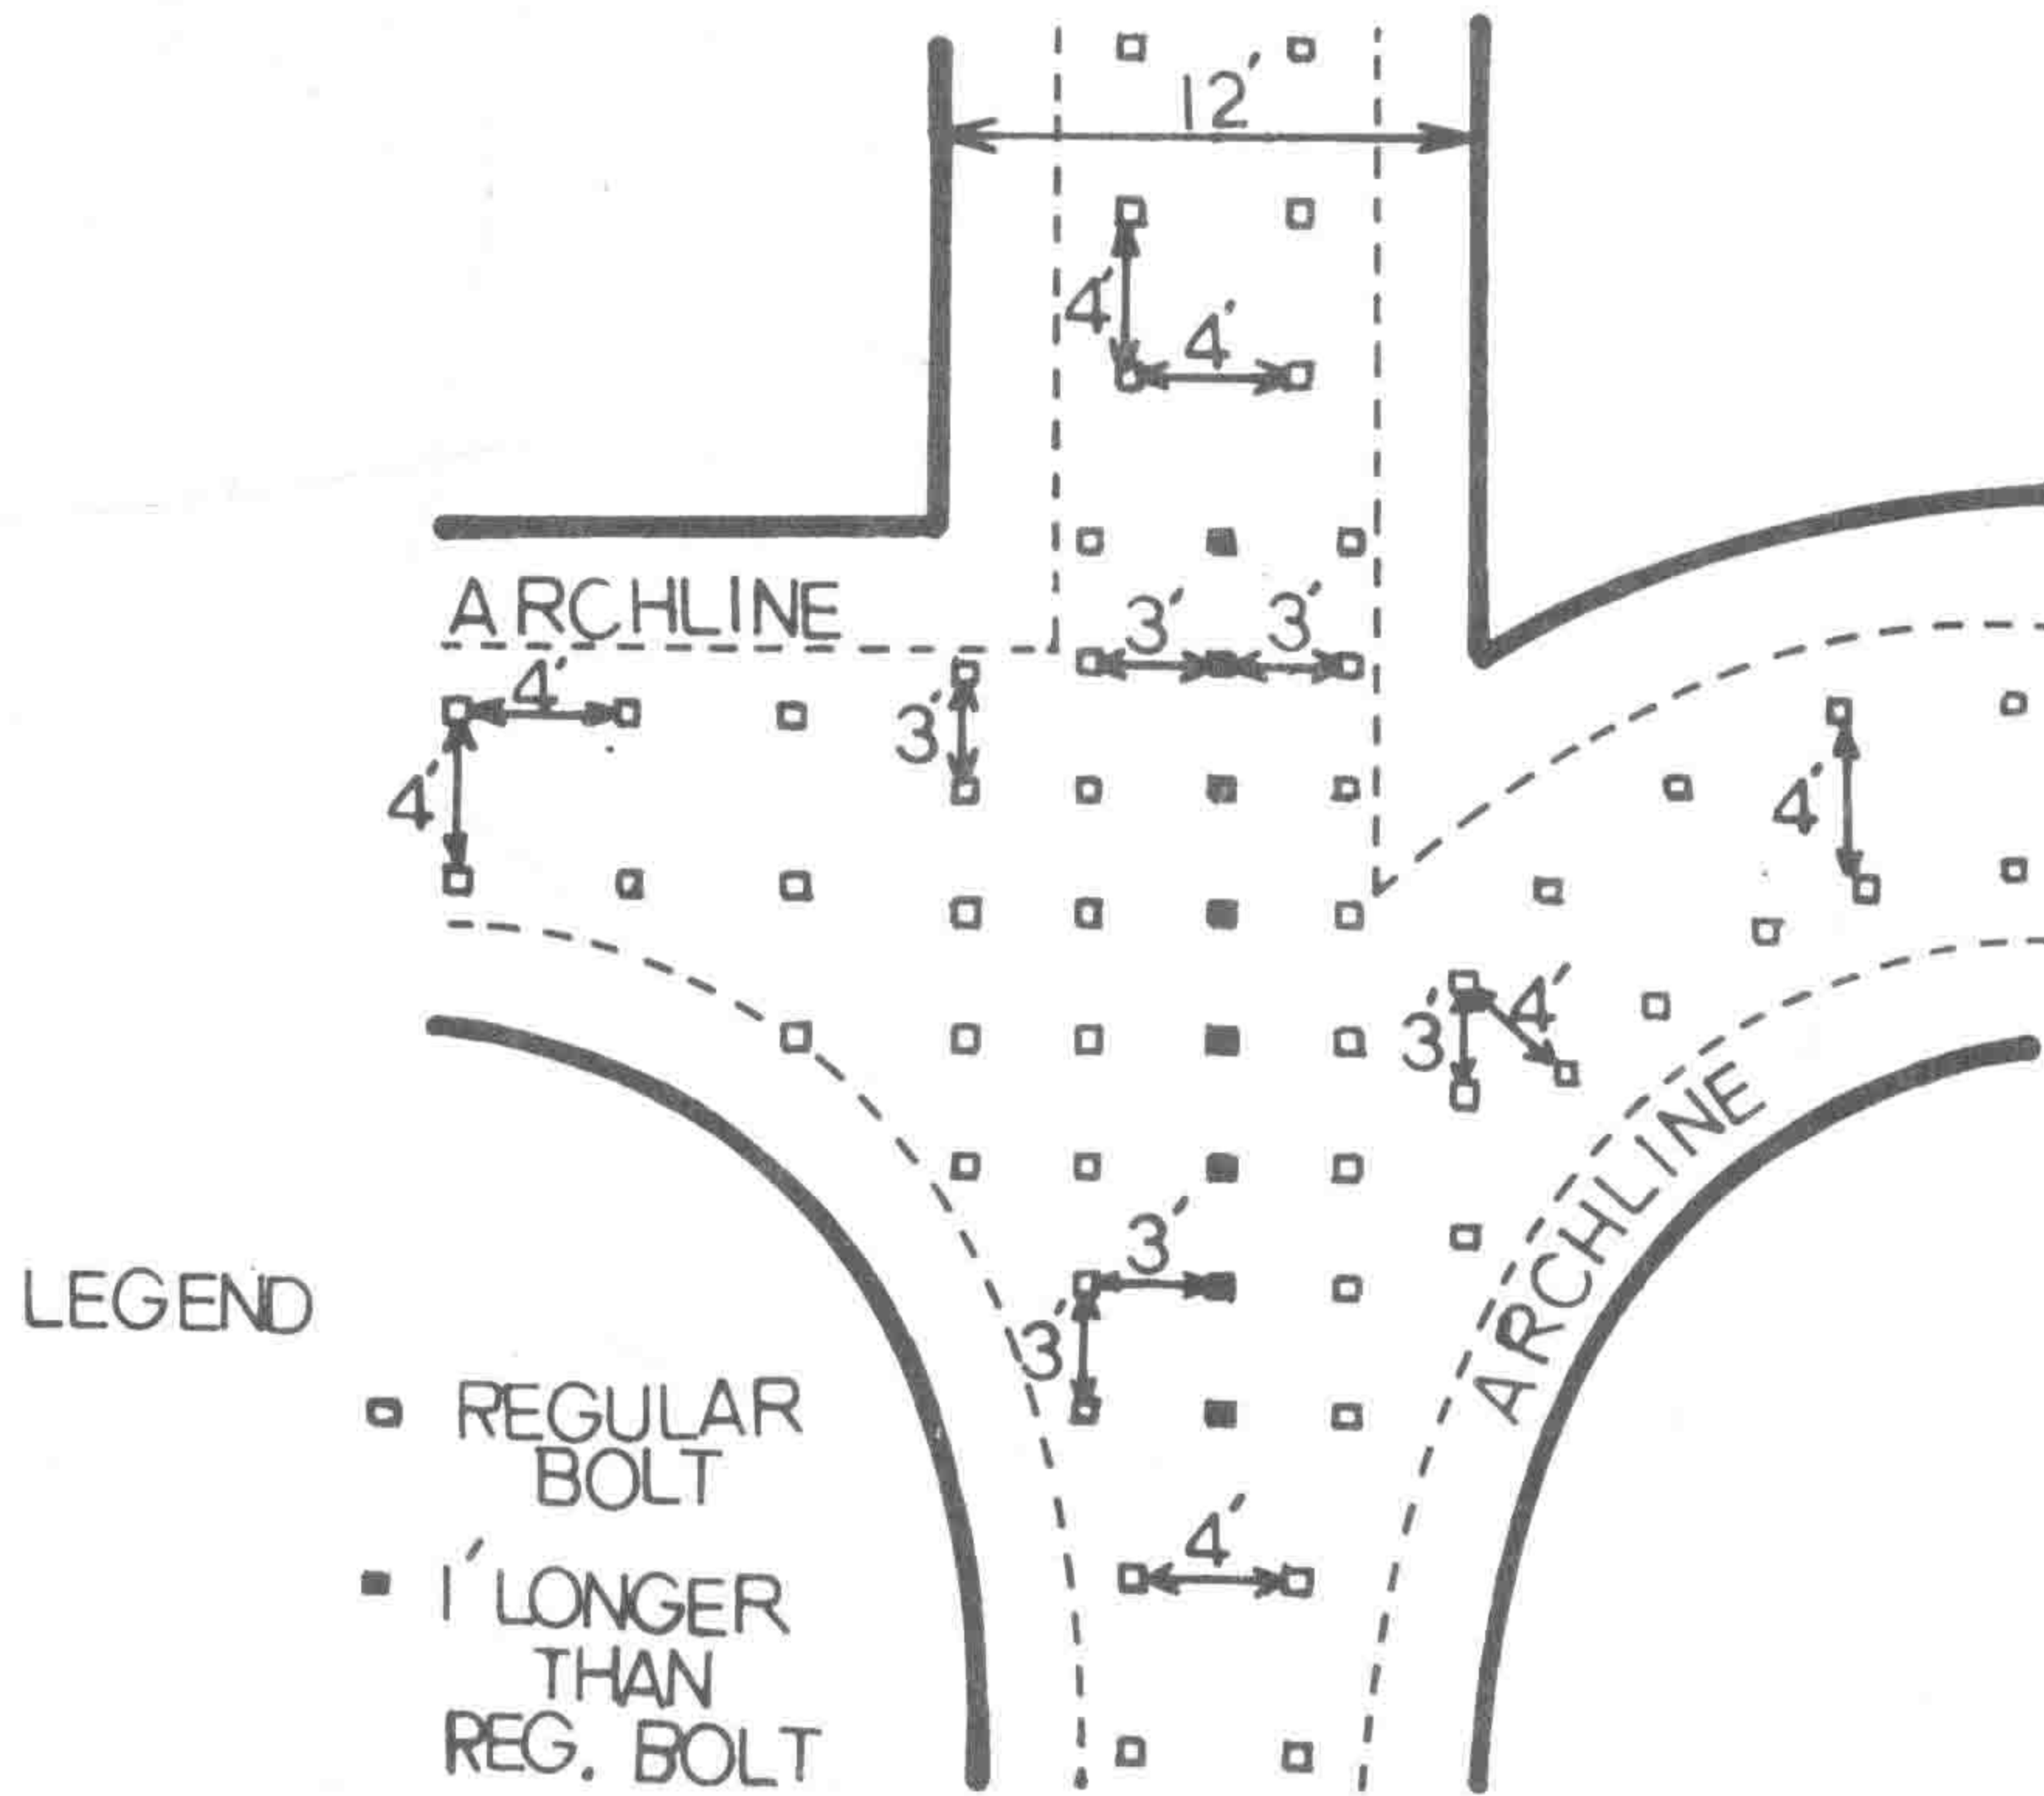 12'
4'
4'
ARCHLINE
3' 3'
4'
3'
4'
4'
3' 4'
ARCHLINE
3'
3'
4'
LEGEND
REGULAR
BOLT
1' LONGER
THAN
REG. BOLT